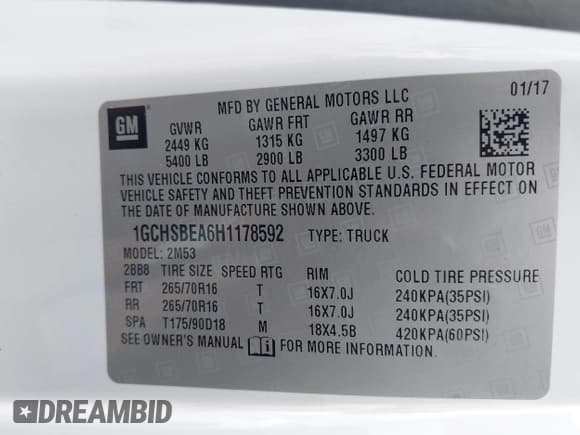 MFD BY GENERAL MOTORS LLC 01/17
GM
GVWR GAWR FRT GAWR RR
2449 KG 1315 KG 1497 KG
5400 LB 2900 LB 3300 LB
THIS VEHICLE CONFORMS TO ALL APPLICABLE U.S. FEDERAL MOTOR
VEHICLE SAFETY AND THEFT PREVENTION STANDARDS IN EFFECT ON
THE DATE OF MANUFACTURE SHOWN ABOVE.
1GCHSBEA6H1178592 TYPE: TRUCK
MODEL: 2M53
2BB8 TIRE SIZE SPEED RTG RIM COLD TIRE PRESSURE
FRT 265/70R16 T 16X7.0J 240KPA(35PSI)
RR 265/70R16 T 16X7.0J 240KPA(35PSI)
SPA T175/90D18 M 18X4.5B 420KPA(60PSI)
SEE OWNER'S MANUAL FOR MORE INFORMATION.
DREAMBID